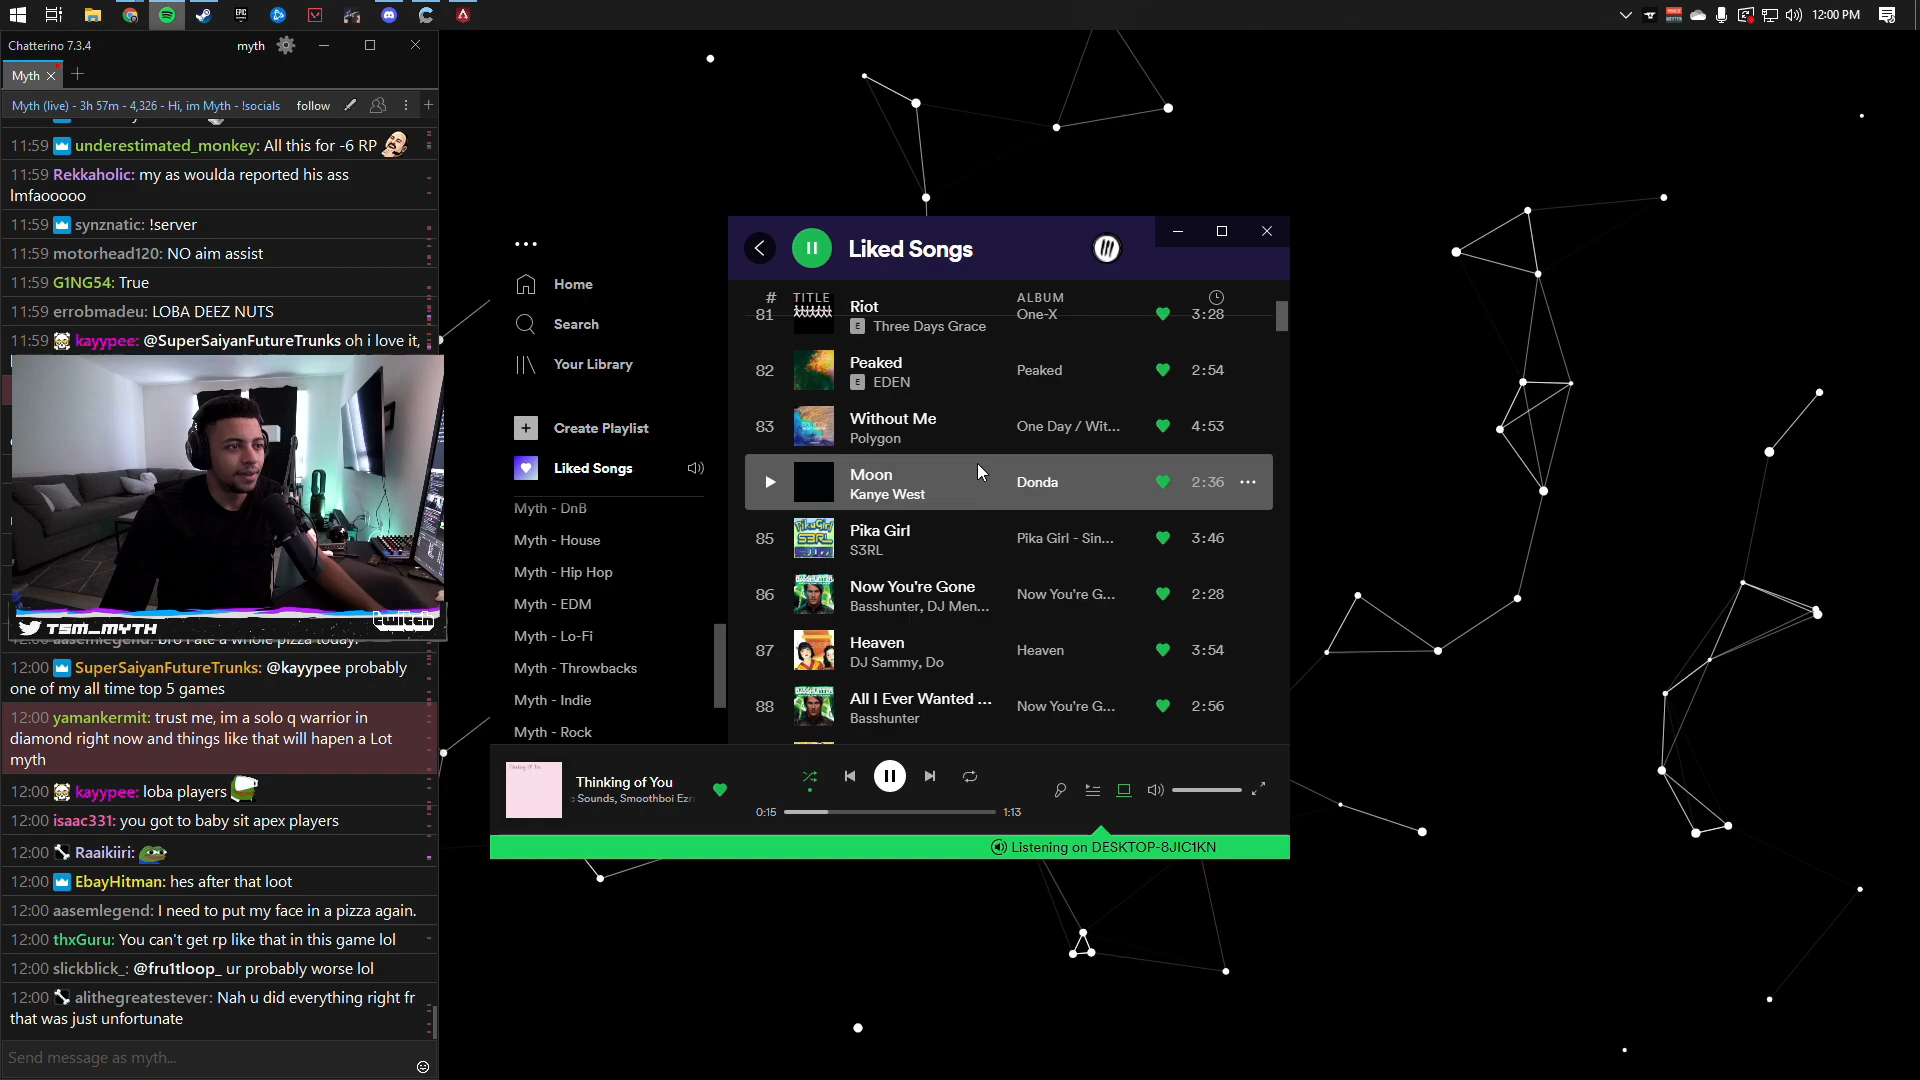 12:00 PM
Chatterino 7.3.4
myth
Myth
Myth (live) - 3h 57m - 4,326 - Hi, im Myth - !socials
follow
11:59 underestimated_monkey: All this for -6 RP
11:59 Rekkaholic: my as woulda reported his ass
lmfaooooo
11:59 synznatic: !server
11:59 motorhead120: NO aim assist
11:59 G1NG54: True
11:59 errobmadeu: LOBA DEEZ NUTS
11:59 kayypee: @SuperSaiyanFutureTrunks oh i love it,
TSM_MYTH
twitch
12:00 aasemlegend: bro i ate a whole pizza today.
12:00 SuperSaiyanFutureTrunks: @kayypee probably
one of my all time top 5 games
12:00 yamankermit: trust me, im a solo q warrior in
diamond right now and things like that will hapen a Lot
myth
12:00 kayypee: loba players
12:00 isaac331: you got to baby sit apex players
12:00 Raaikiiri:
12:00 EbayHitman: hes after that loot
12:00 aasemlegend: I need to put my face in a pizza again.
12:00 thxGuru: You can't get rp like that in this game lol
12:00 slickblick_: @fru1tloop_ ur probably worse lol
12:00 alithegreatestever: Nah u did everything right fr
that was just unfortunate
Send message as myth...
Home
Search
Your Library
Create Playlist
Liked Songs
Myth - DnB
Myth - House
Myth - Hip Hop
Myth - EDM
Myth - Lo-Fi
Myth - Throwbacks
Myth - Indie
Myth - Rock
Liked Songs
# TITLE ALBUM
81 Riot One-X 3:28
E Three Days Grace
82 Peaked Peaked 2:54
E EDEN
83 Without Me One Day / Wit... 4:53
Polygon
Moon Donda 2:36
Kanye West
85 Pika Girl Pika Girl - Sin... 3:46
S3RL
86 Now You're Gone Now You're G... 2:28
Basshunter, DJ Men...
87 Heaven Heaven 3:54
DJ Sammy, Do
88 All I Ever Wanted ... Now You're G... 2:56
Basshunter
Thinking of You
Sounds, Smoothboi Ezr
0:15 1:13
Listening on DESKTOP-8JIC1KN